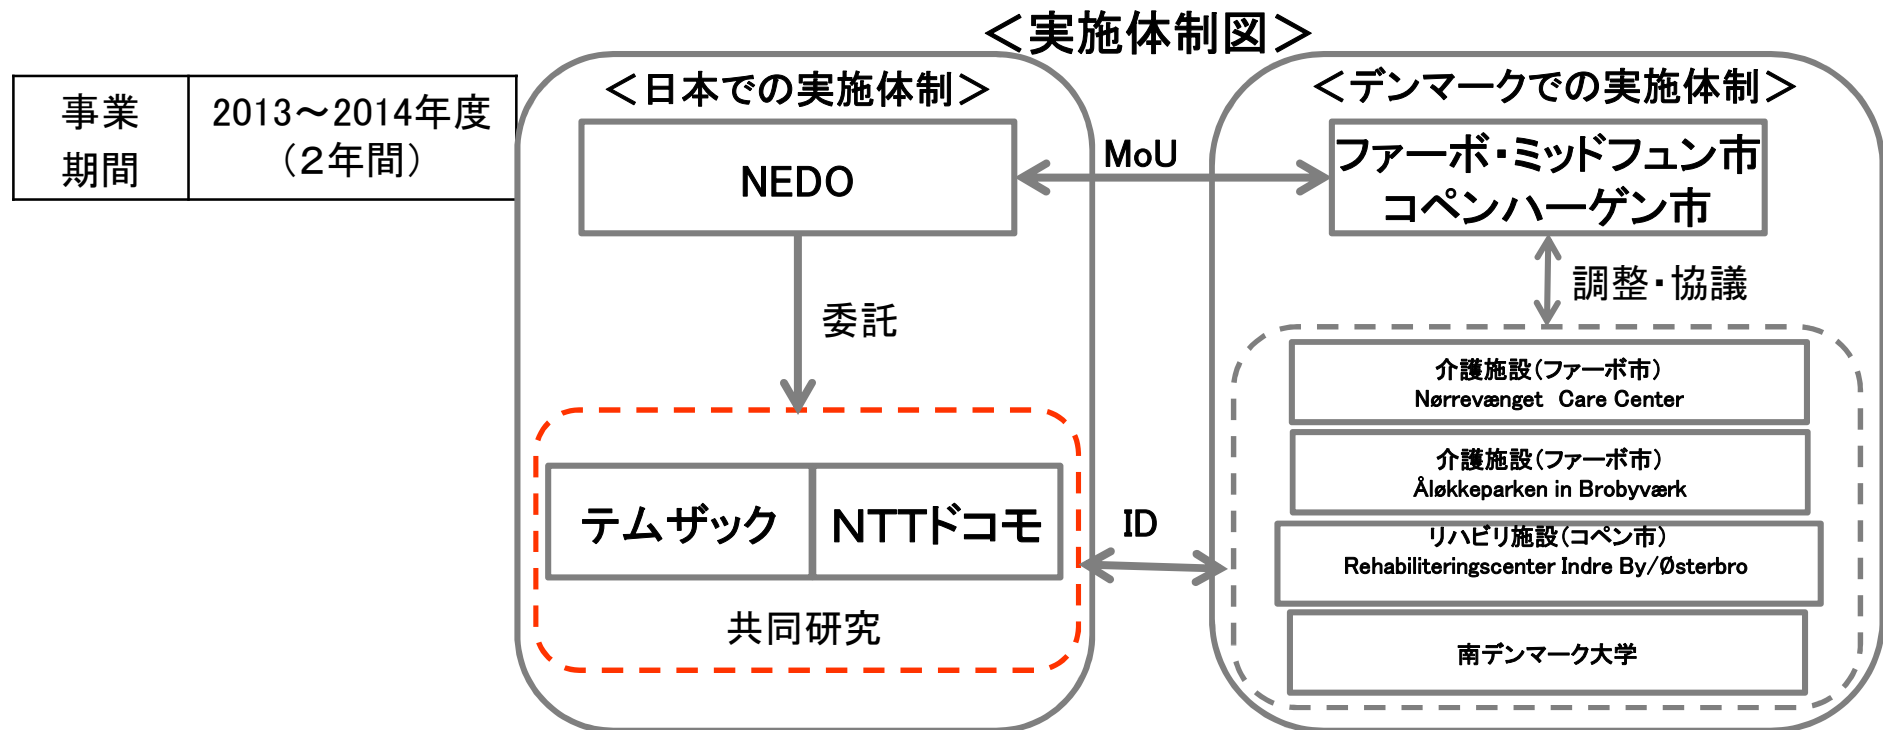 ＜実施体制図＞
事業
期間
2013～2014年度
（２年間）
＜日本での実施体制＞
NEDO
委託
テムザック
NTTドコモ
共同研究
MoU
ID
＜デンマークでの実施体制＞
ファーボ・ミッドフュン市
コペンハーゲン市
調整・協議
介護施設（ファーボ市）
Nørrevænget Care Center
介護施設（ファーボ市）
Åløkkeparken in Brobyværk
リハビリ施設（コペン市）
Rehabiliteringscenter Indre By/Østerbro
南デンマーク大学